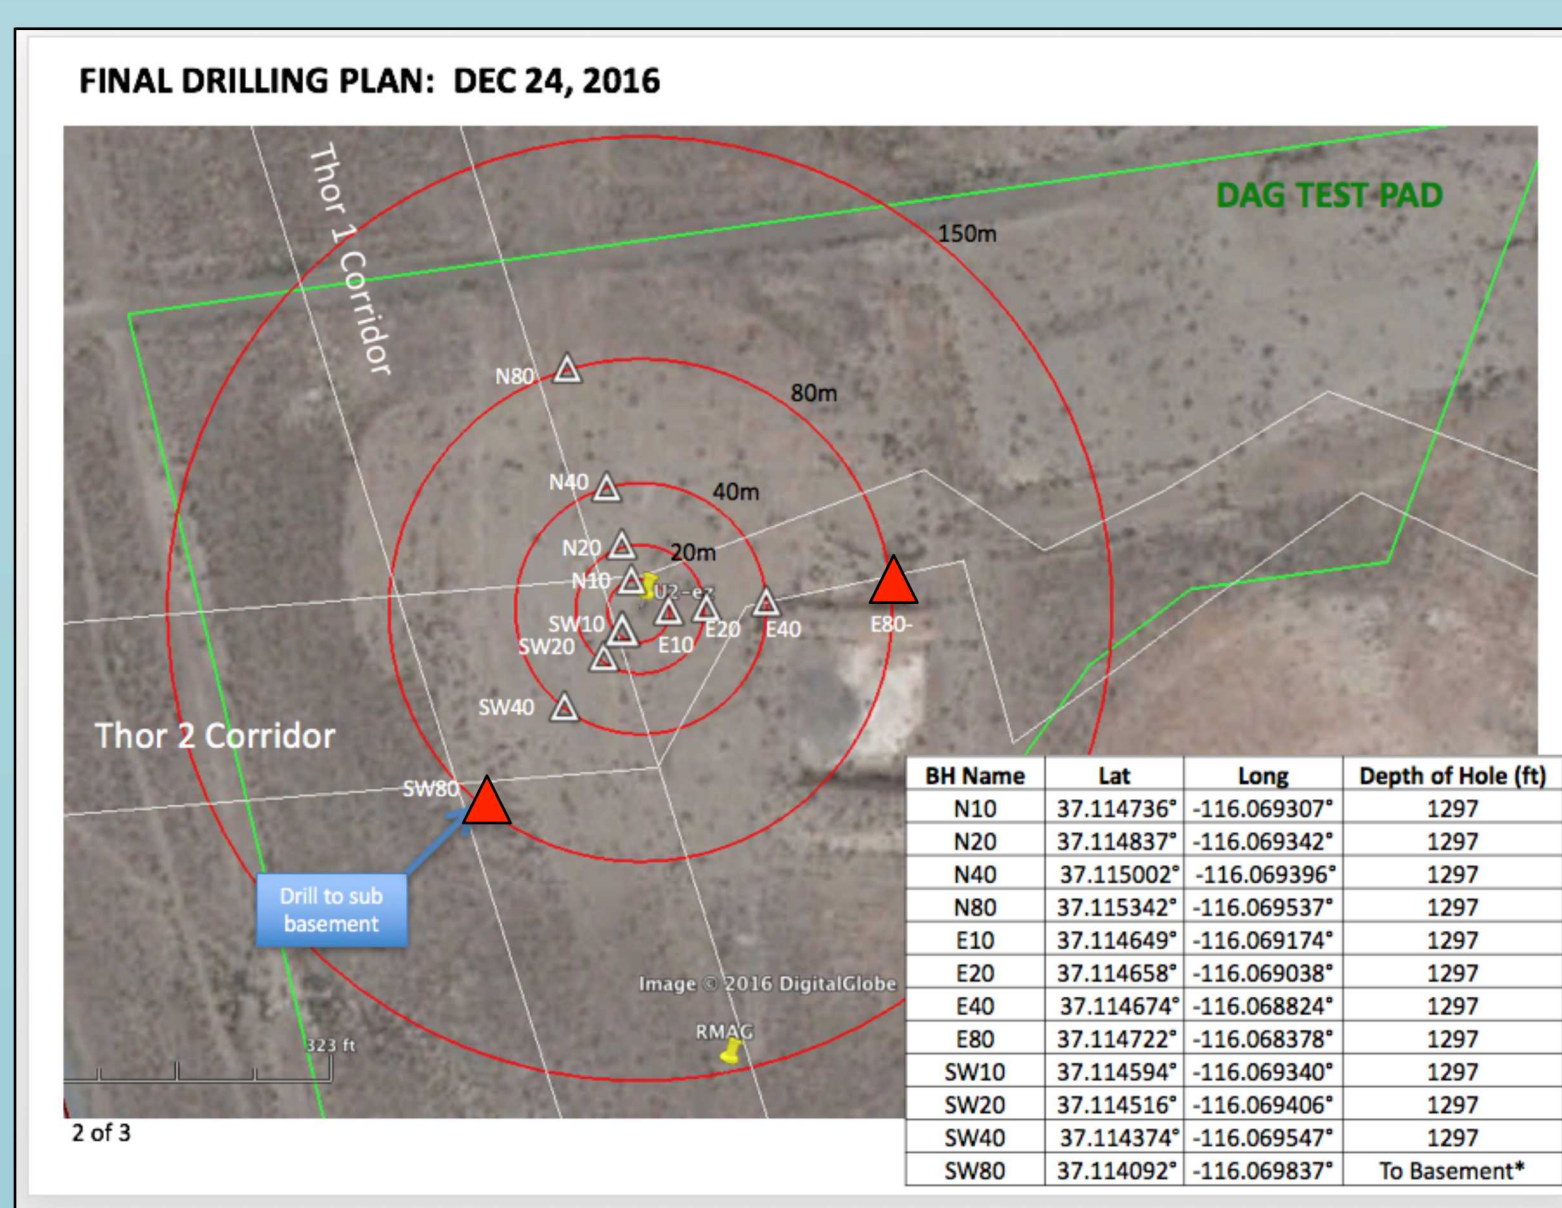 FINAL DRILLING PLAN:  DEC 24, 2016
Thor 1 Corridor
DAG TEST PAD
150m
N80
80m
N40
40m
N20
20m
N10
U2-ez
SW10
E20
E40
E80-
SW20
E10
SW40
Thor 2 Corridor
SW80
Drill to sub
basement
Image © 2016 DigitalGlobe
RMAG
323 ft
BH Name Lat Long Depth of Hole (ft)
N10 37.114736° -116.069307° 1297
N20 37.114837° -116.069342° 1297
N40 37.115002° -116.069396° 1297
N80 37.115342° -116.069537° 1297
E10 37.114649° -116.069174° 1297
E20 37.114658° -116.069038° 1297
E40 37.114674° -116.068824° 1297
E80 37.114722° -116.068378° 1297
SW10 37.114594° -116.069340° 1297
SW20 37.114516° -116.069406° 1297
SW40 37.114374° -116.069547° 1297
SW80 37.114092° -116.069837° To Basement*
2 of 3